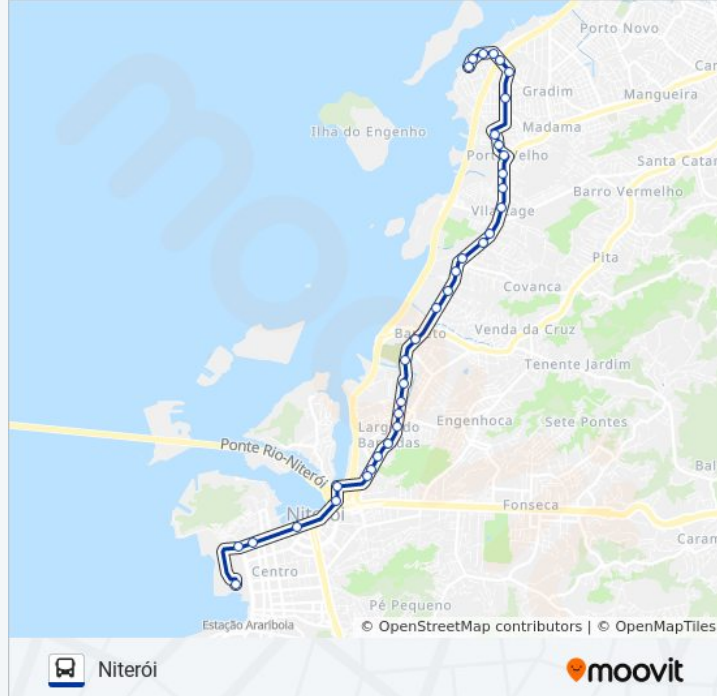 Porto Novo
Gradim
Mangueira
Ilha do Engenho
Madama
Porto Velho
Santa Catar
Barro Vermelho
Vila Lage
Pita
Covanca
Barreto
Venda da Cruz
Tenente Jardim
Engenhoca
Sete Pontes
Largo do
Barradas
Ponte Rio-Niterói
Fonseca
Niterói
Caram
Centro
Pé Pequeno
Estação Arariboia
© OpenStreetMap contributors | © OpenMapTiles
Niterói
moovit